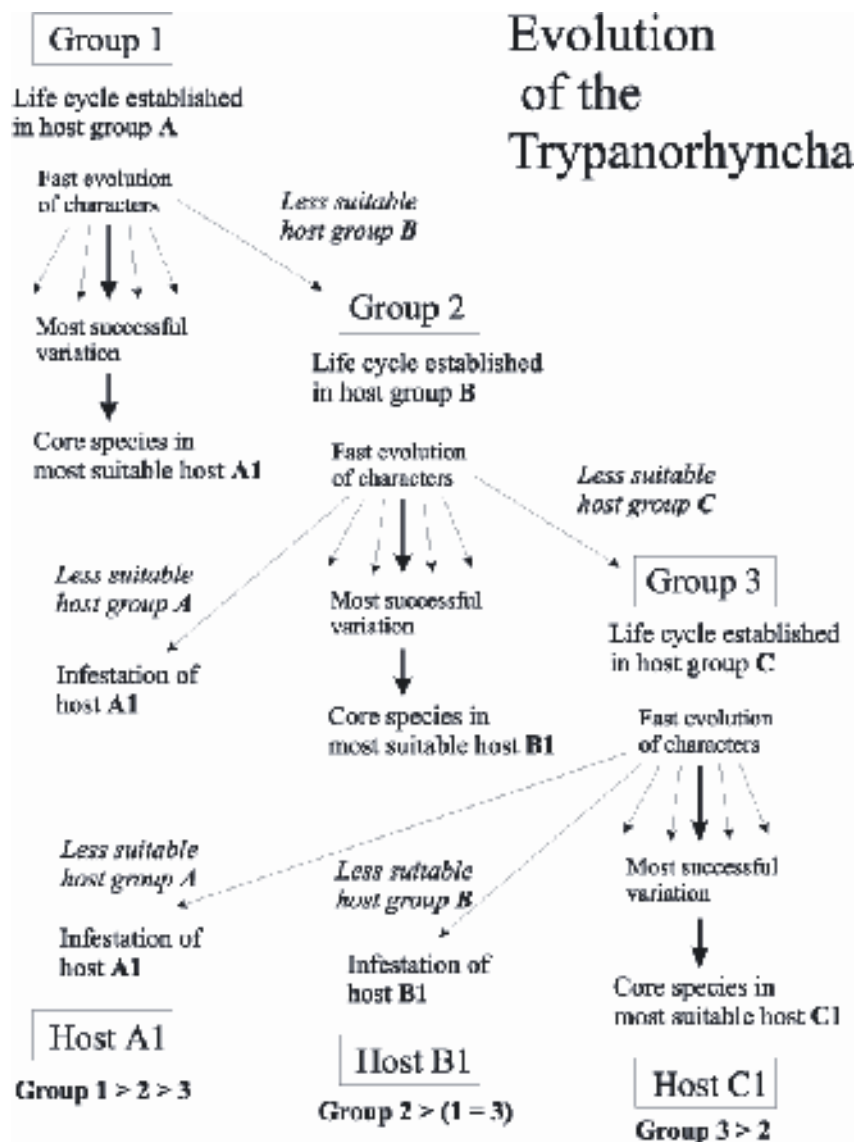 Evolution
of the
Trypanorhyncha
Group 1
Life cycle established
in host group A
Fast evolution
of characters
Less suitable
host group B
Most successful
variation
Core species in
most suitable host A1
Group 2
Life cycle established
in host group B
Fast evolution
of characters
Less suitable
host group C
Less suitable
host group A
Infestation of
host A1
Most successful
variation
Core species in
most suitable host B1
Group 3
Life cycle established
in host group C
Fast evolution
of characters
Less suitable
host group A
Infestation of
host A1
Less suitable
host group B
Infestation of
host B1
Most successful
variation
Core species in
most suitable host C1
Host A1
Group 1 > 2 > 3
Host B1
Group 2 > (1 = 3)
Host C1
Group 3 > 2